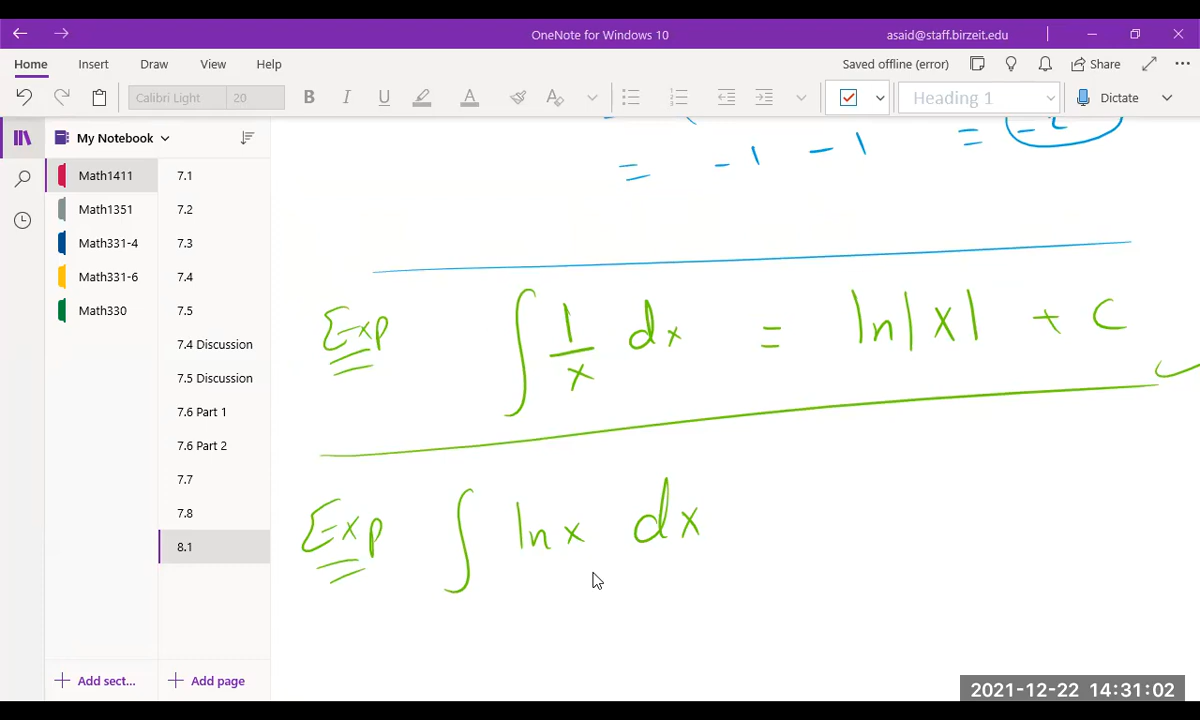 OneNote for Windows 10
asaid@staff.birzeit.edu
Home Insert Draw View Help
Saved offline (error)
Share
Calibri Light 20 B I U A
Heading 1
Dictate
My Notebook
Math1411
Math1351
Math331-4
Math331-6
Math330
7.1
7.2
7.3
7.4
7.5
7.4 Discussion
7.5 Discussion
7.6 Part 1
7.6 Part 2
7.7
7.8
8.1
+ Add sect...
+ Add page
= -1 -1 = -2
Exp ∫ 1/x dx = ln|x| + C
Exp ∫ ln x dx
2021-12-22 14:31:02